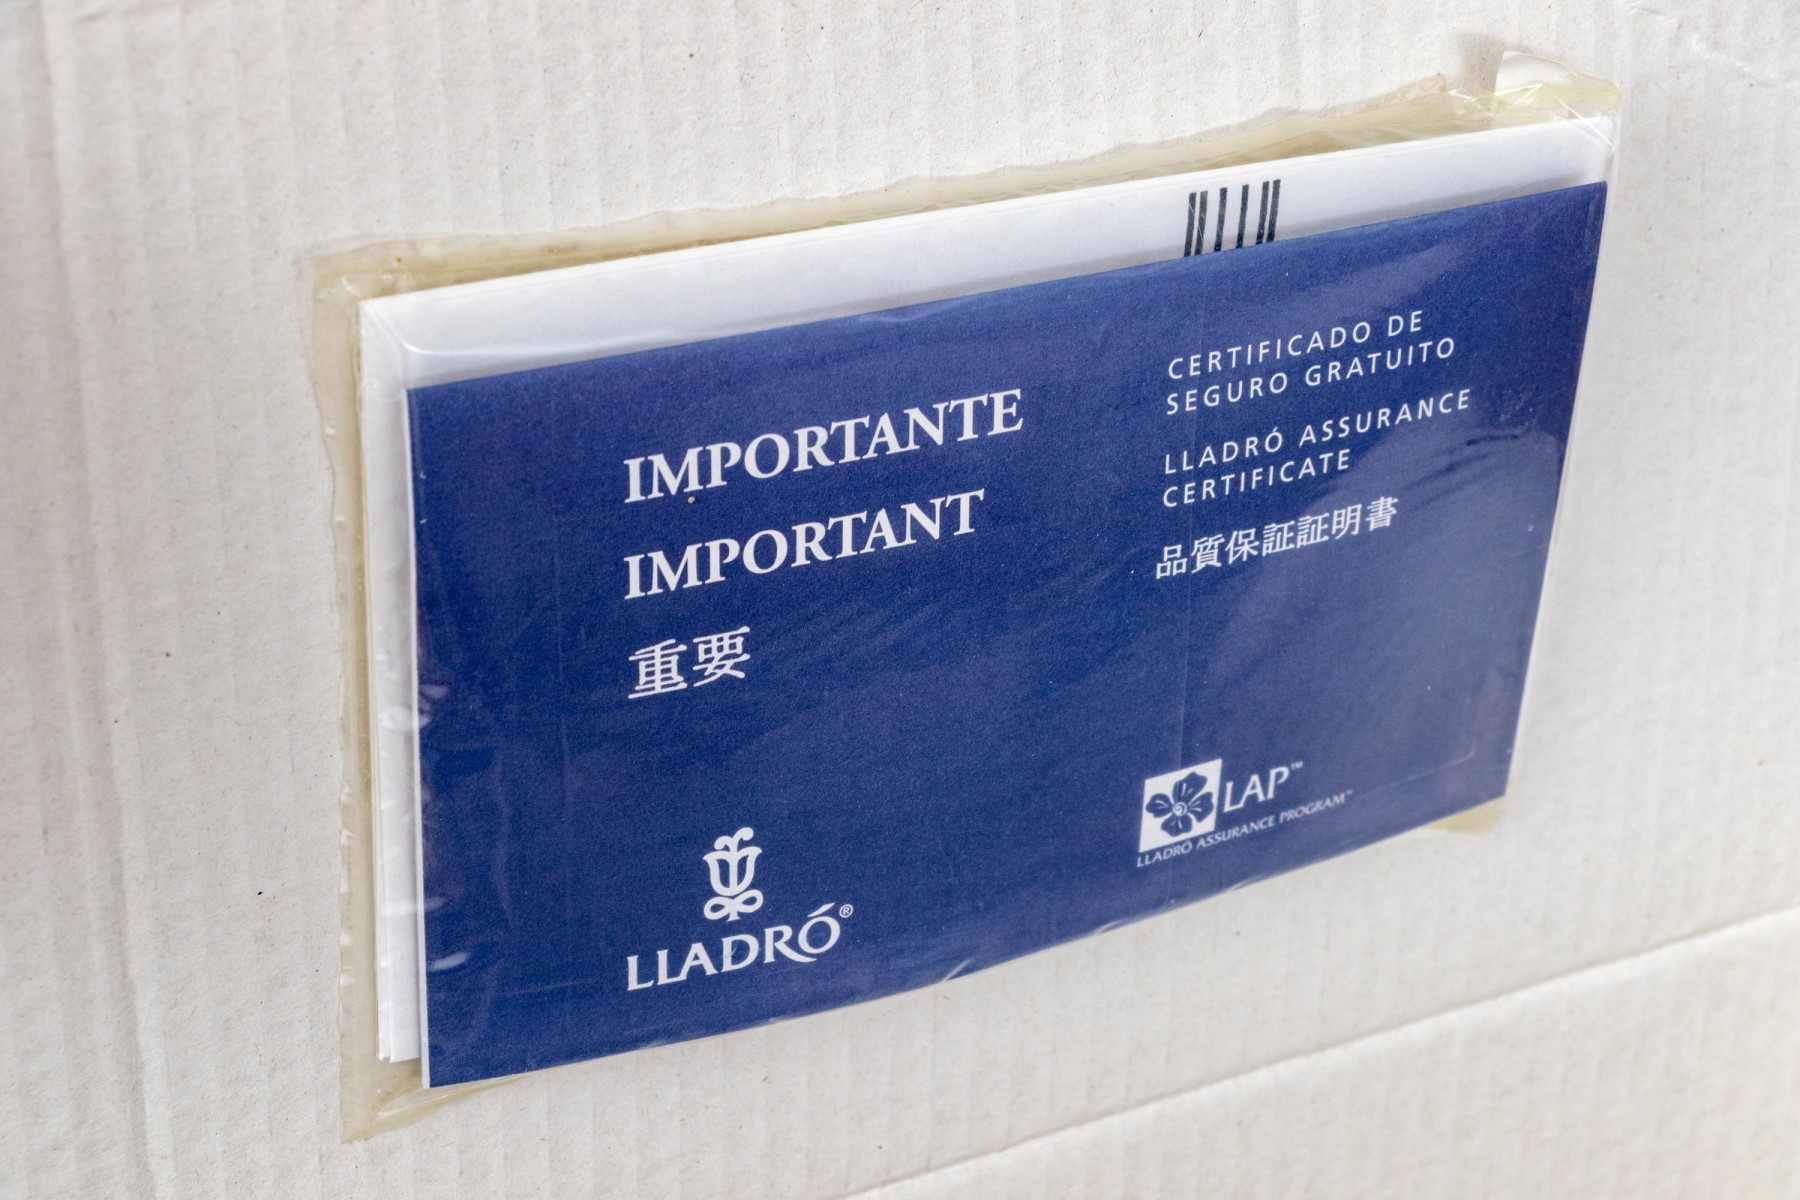 IMPORTANTE
IMPORTANT
重要
CERTIFICADO DE
SEGURO GRATUITO
LLADRÓ ASSURANCE
CERTIFICATE
品質保証証明書
LLADRÓ®
LAP™
LLADRÓ ASSURANCE PROGRAM™